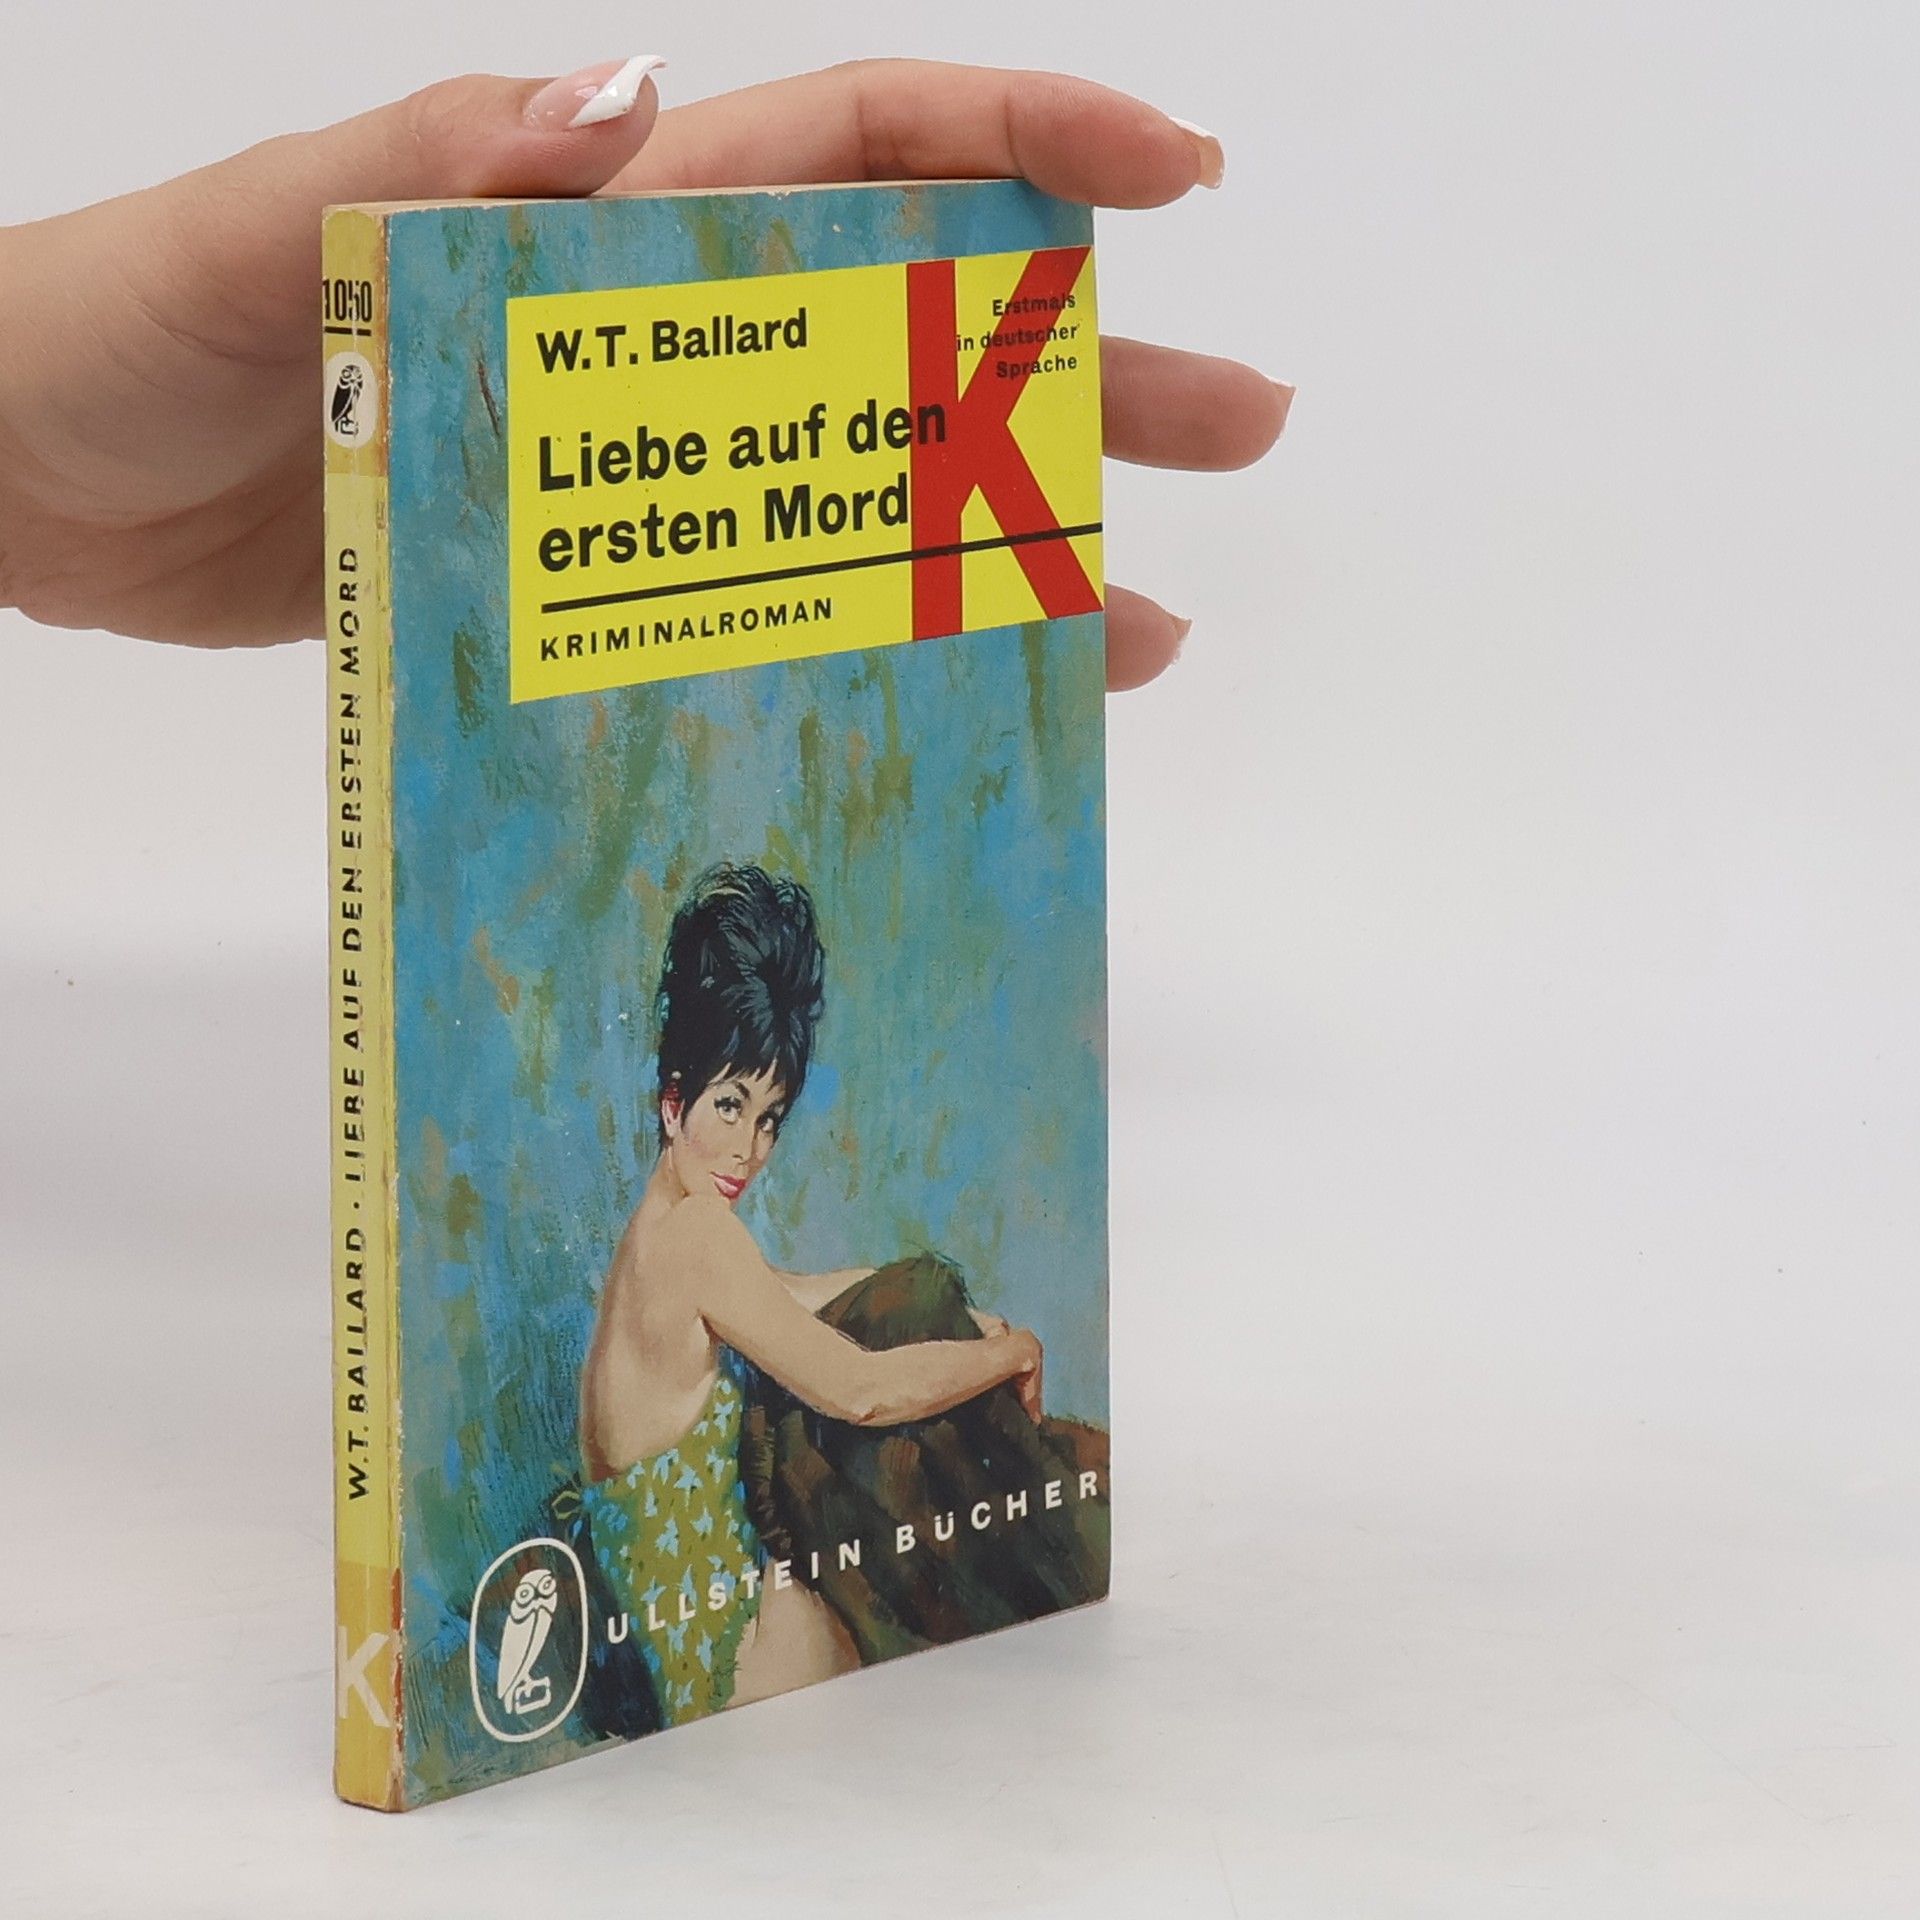 1050
W.T. BALLARD · LIEBE AUF DEN ERSTEN MORD
K
W.T. Ballard
Liebe auf den
ersten Mord
KRIMINALROMAN
K
Erstmals
in deutscher
Sprache
ULLSTEIN BÜCHER